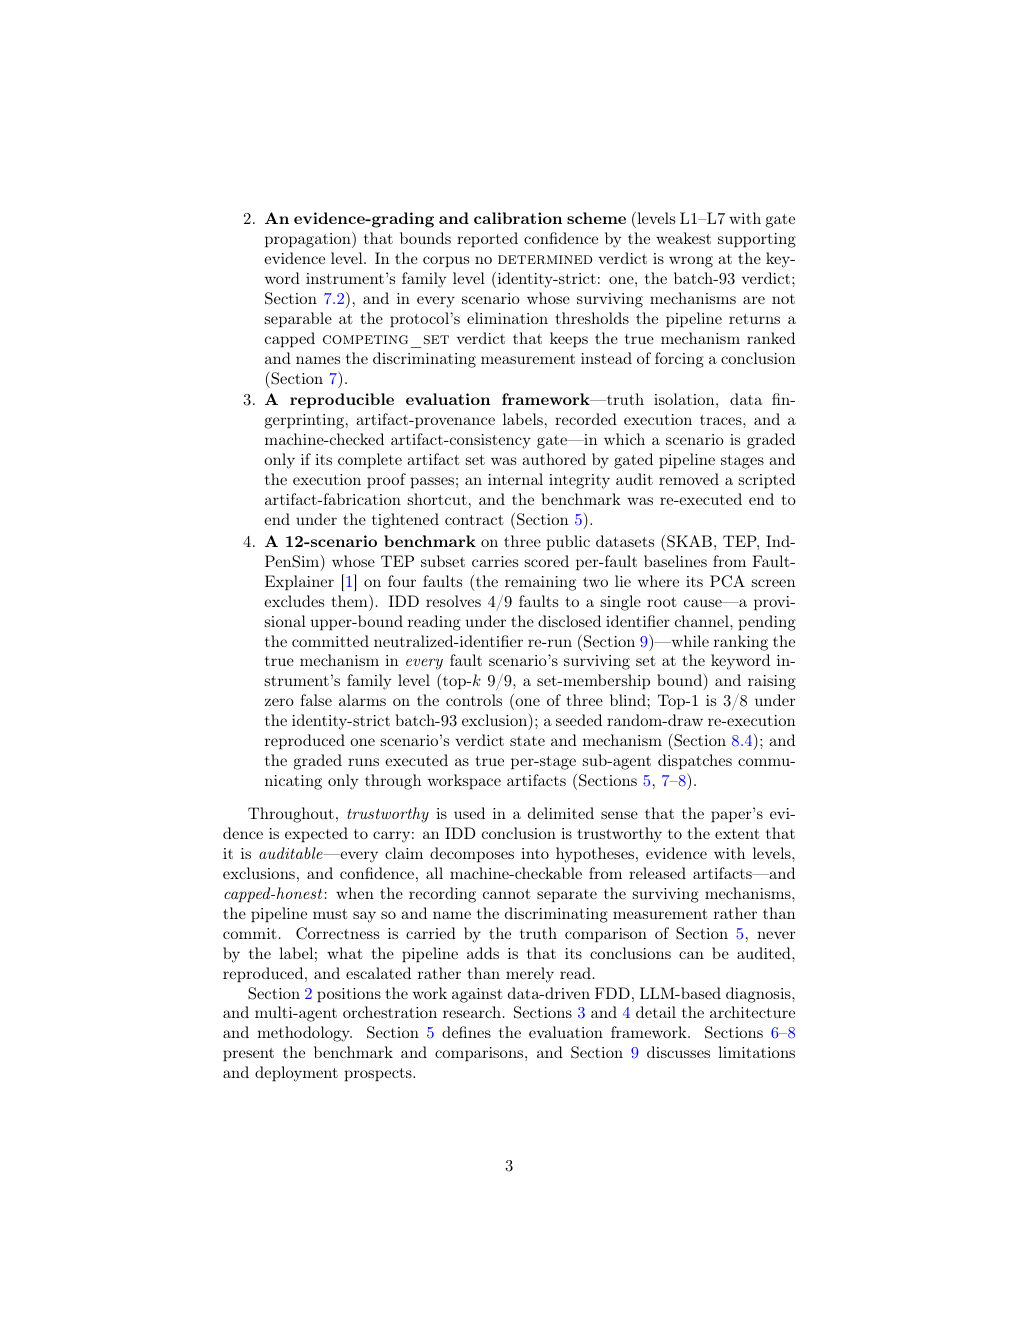 2. An evidence-grading and calibration scheme (levels L1–L7 with gate
propagation) that bounds reported confidence by the weakest supporting
evidence level. In the corpus no DETERMINED verdict is wrong at the key-
word instrument's family level (identity-strict: one, the batch-93 verdict;
Section 7.2), and in every scenario whose surviving mechanisms are not
separable at the protocol's elimination thresholds the pipeline returns a
capped COMPETING_SET verdict that keeps the true mechanism ranked
and names the discriminating measurement instead of forcing a conclusion
(Section 7).
3. A reproducible evaluation framework—truth isolation, data fin-
gerprinting, artifact-provenance labels, recorded execution traces, and a
machine-checked artifact-consistency gate—in which a scenario is graded
only if its complete artifact set was authored by gated pipeline stages and
the execution proof passes; an internal integrity audit removed a scripted
artifact-fabrication shortcut, and the benchmark was re-executed end to
end under the tightened contract (Section 5).
4. A 12-scenario benchmark on three public datasets (SKAB, TEP, Ind-
PenSim) whose TEP subset carries scored per-fault baselines from Fault-
Explainer [1] on four faults (the remaining two lie where its PCA screen
excludes them). IDD resolves 4/9 faults to a single root cause—a provi-
sional upper-bound reading under the disclosed identifier channel, pending
the committed neutralized-identifier re-run (Section 9)—while ranking the
true mechanism in every fault scenario's surviving set at the keyword in-
strument's family level (top-k 9/9, a set-membership bound) and raising
zero false alarms on the controls (one of three blind; Top-1 is 3/8 under
the identity-strict batch-93 exclusion); a seeded random-draw re-execution
reproduced one scenario's verdict state and mechanism (Section 8.4); and
the graded runs executed as true per-stage sub-agent dispatches commu-
nicating only through workspace artifacts (Sections 5, 7–8).
Throughout, trustworthy is used in a delimited sense that the paper's evi-
dence is expected to carry: an IDD conclusion is trustworthy to the extent that
it is auditable—every claim decomposes into hypotheses, evidence with levels,
exclusions, and confidence, all machine-checkable from released artifacts—and
capped-honest: when the recording cannot separate the surviving mechanisms,
the pipeline must say so and name the discriminating measurement rather than
commit. Correctness is carried by the truth comparison of Section 5, never
by the label; what the pipeline adds is that its conclusions can be audited,
reproduced, and escalated rather than merely read.
Section 2 positions the work against data-driven FDD, LLM-based diagnosis,
and multi-agent orchestration research. Sections 3 and 4 detail the architecture
and methodology. Section 5 defines the evaluation framework. Sections 6–8
present the benchmark and comparisons, and Section 9 discusses limitations
and deployment prospects.
3